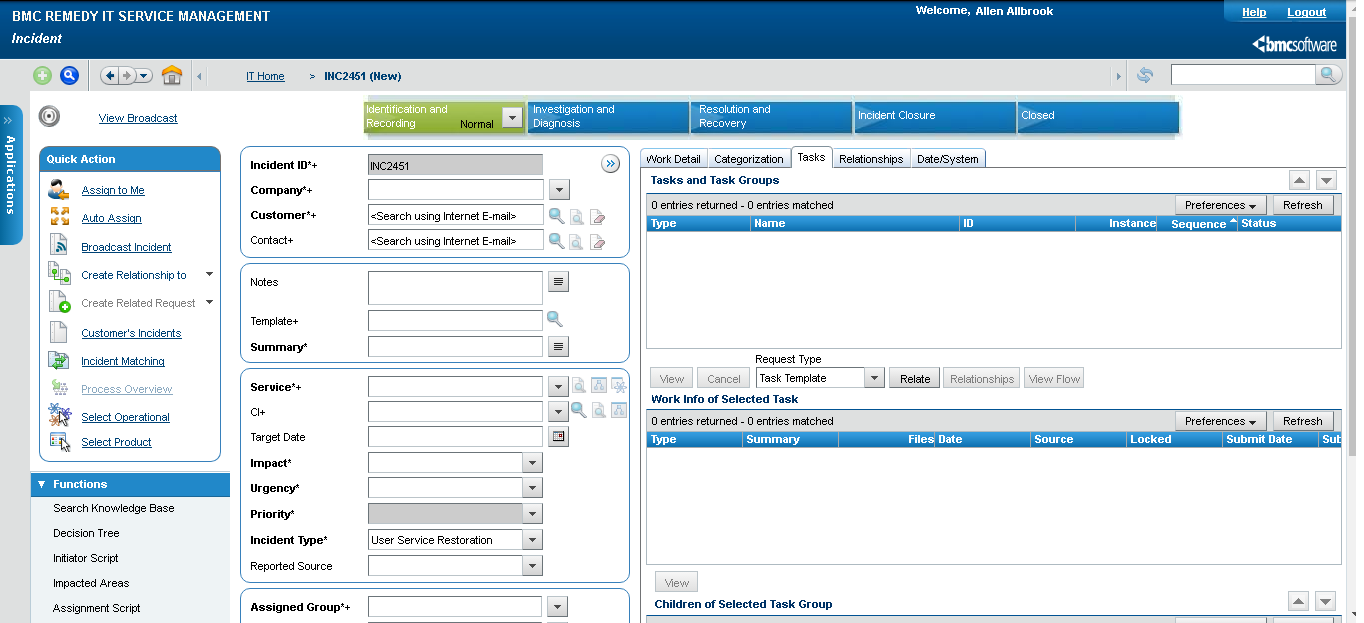 BMC REMEDY IT SERVICE MANAGEMENT
Welcome, Allen Allbrook
Help Logout
Incident
bmcsoftware
IT Home > INC2451 (New)
Applications
View Broadcast
Identification and Recording Normal
Investigation and Diagnosis
Resolution and Recovery
Incident Closure
Closed
Quick Action
Assign to Me
Auto Assign
Broadcast Incident
Create Relationship to
Create Related Request
Customer's Incidents
Incident Matching
Process Overview
Select Operational
Select Product
Functions
Search Knowledge Base
Decision Tree
Initiator Script
Impacted Areas
Assignment Script
Incident ID*+ INC2451
Company*+
Customer*+ <Search using Internet E-mail>
Contact+ <Search using Internet E-mail>
Notes
Template+
Summary*
Service*+
CI+
Target Date
Impact*
Urgency*
Priority*
Incident Type* User Service Restoration
Reported Source
Assigned Group*+
Work Detail Categorization Tasks Relationships Date/System
Tasks and Task Groups
0 entries returned - 0 entries matched Preferences Refresh
Type Name ID Instance Sequence Status
Request Type
View Cancel Task Template Relate Relationships View Flow
Work Info of Selected Task
0 entries returned - 0 entries matched Preferences Refresh
Type Summary Files Date Source Locked Submit Date Sub
View
Children of Selected Task Group